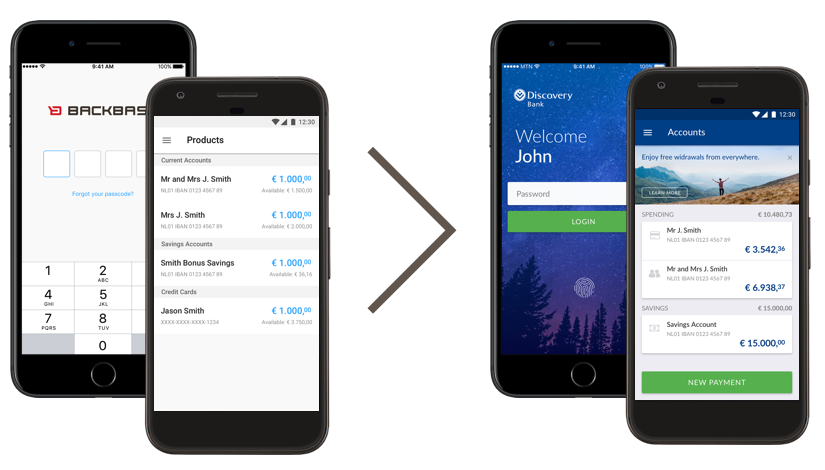 9:41 AM 100%
BACKBAS
Forgot your passcode?
1
2
ABC
4
GHI
5
JKL
7
PQRS
8
TUV
0
12:30
Products
Current Accounts
Mr and Mrs J. Smith € 1.000,00
NL01 IBAN 0123 4567 89 Available: € 1.500,00
Mrs J. Smith € 1.000,00
NL01 IBAN 0123 4567 89 Available: € 2.000,00
Savings Accounts
Smith Bonus Savings € 1.000,00
NL01 IBAN 0123 4567 89 Available: € 36,16
Credit Cards
Jason Smith € 1.000,00
XXXX-XXXX-XXXX-1234 Available: € 3.750,00
MTN 9:41 AM
Discovery
Bank
Welcome
John
Password
LOGIN
12:30
Accounts
Enjoy free widrawals from everywhere.
LEARN MORE
SPENDING € 10.480,73
Mr J. Smith
NL01 IBAN 0123 4567 89
€ 3.542,36
Mr and Mrs J. Smith
NL01 IBAN 0123 4567 89
€ 6.938,37
SAVINGS € 15.000,00
Savings Account
NL01 IBAN 0123 4567 89
€ 15.000,00
NEW PAYMENT